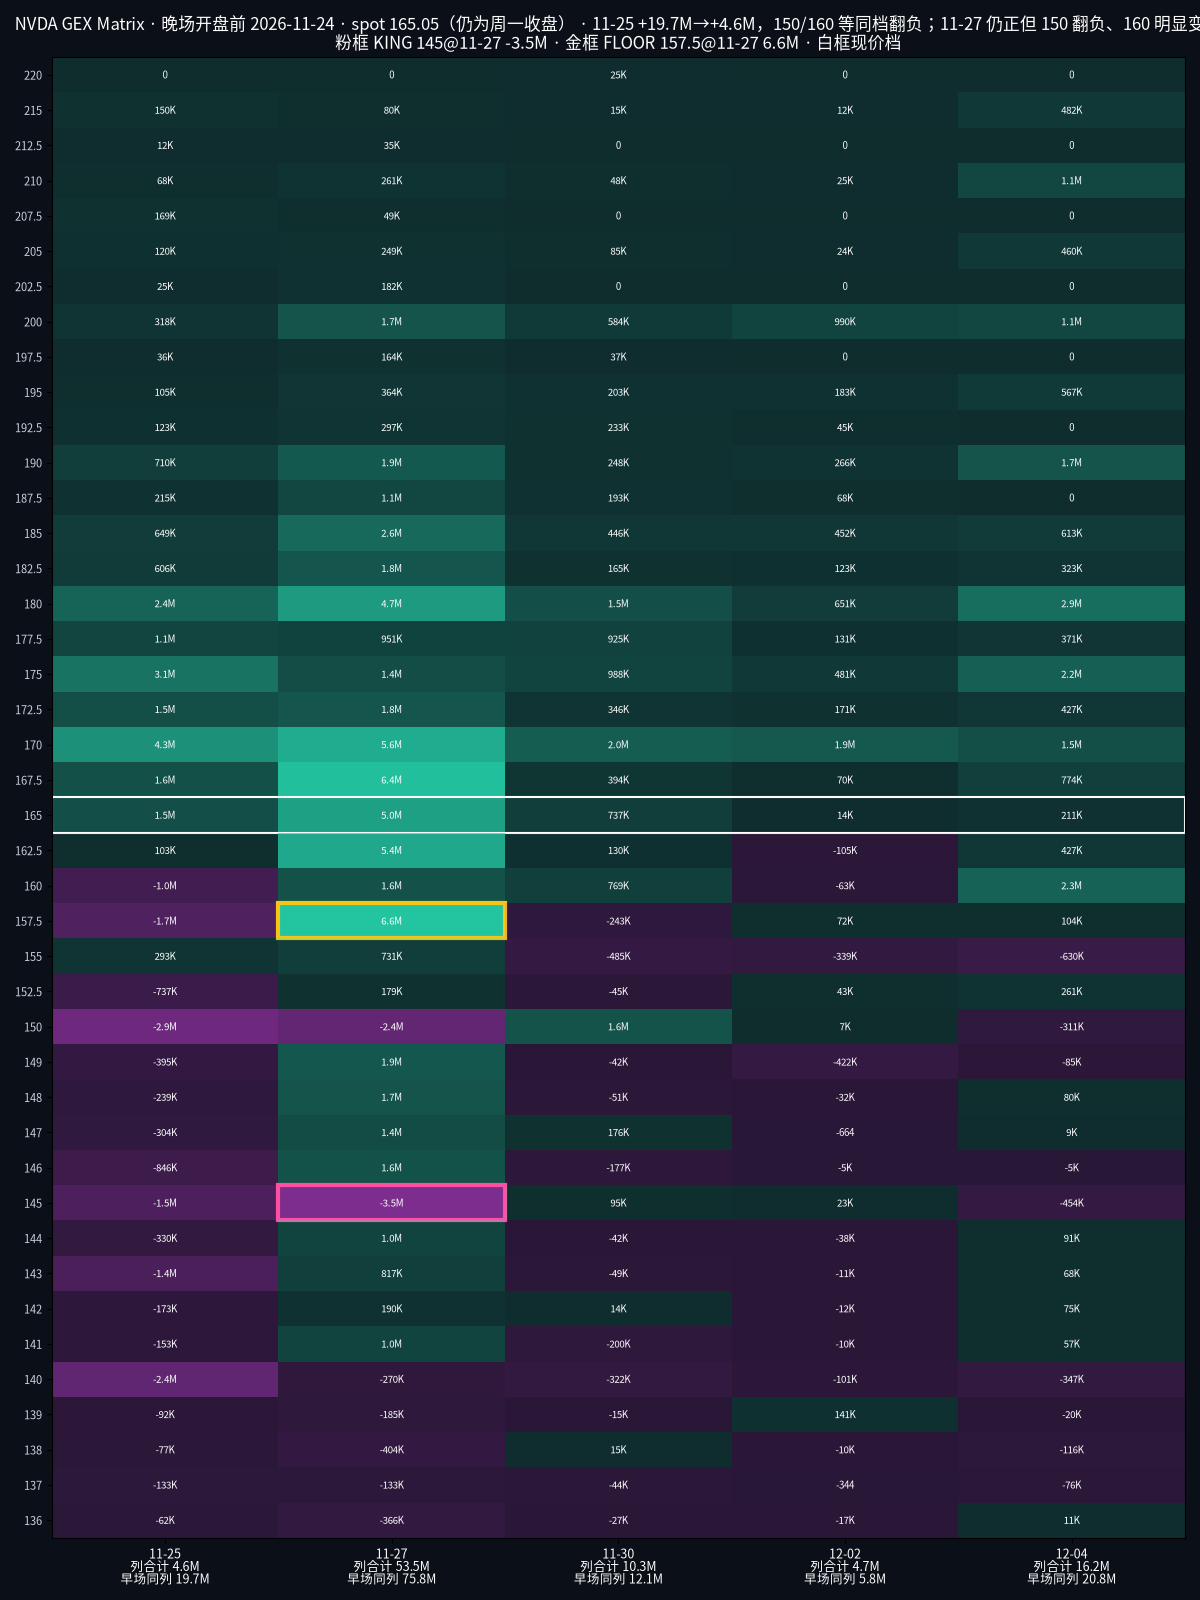 NVDA GEX Matrix · 晚场开盘前 2026-11-24 · spot 165.05（仍为周一收盘） · 11-25 +19.7M→+4.6M，150/160 等同档翻负；11-27 仍正但 150 翻负、160 明显变
粉框 KING 145@11-27 -3.5M · 金框 FLOOR 157.5@11-27 6.6M · 白框现价档
220 0 0 25K 0 0
215 150K 80K 15K 12K 482K
212.5 12K 35K 0 0 0
210 68K 261K 48K 25K 1.1M
207.5 169K 49K 0 0 0
205 120K 249K 85K 24K 460K
202.5 25K 182K 0 0 0
200 318K 1.7M 584K 990K 1.1M
197.5 36K 164K 37K 0 0
195 105K 364K 203K 183K 567K
192.5 123K 297K 233K 45K 0
190 710K 1.9M 248K 266K 1.7M
187.5 215K 1.1M 193K 68K 0
185 649K 2.6M 446K 452K 613K
182.5 606K 1.8M 165K 123K 323K
180 2.4M 4.7M 1.5M 651K 2.9M
177.5 1.1M 951K 925K 131K 371K
175 3.1M 1.4M 988K 481K 2.2M
172.5 1.5M 1.8M 346K 171K 427K
170 4.3M 5.6M 2.0M 1.9M 1.5M
167.5 1.6M 6.4M 394K 70K 774K
165 1.5M 5.0M 737K 14K 211K
162.5 103K 5.4M 130K -105K 427K
160 -1.0M 1.6M 769K -63K 2.3M
157.5 -1.7M 6.6M -243K 72K 104K
155 293K 731K -485K -339K -630K
152.5 -737K 179K -45K 43K 261K
150 -2.9M -2.4M 1.6M 7K -311K
149 -395K 1.9M -42K -422K -85K
148 -239K 1.7M -51K -32K 80K
147 -304K 1.4M 176K -664 9K
146 -846K 1.6M -177K -5K -5K
145 -1.5M -3.5M 95K 23K -454K
144 -330K 1.0M -42K -38K 91K
143 -1.4M 817K -49K -11K 68K
142 -173K 190K 14K -12K 75K
141 -153K 1.0M -200K -10K 57K
140 -2.4M -270K -322K -101K -347K
139 -92K -185K -15K 141K -20K
138 -77K -404K 15K -10K -116K
137 -133K -133K -44K -344 -76K
136 -62K -366K -27K -17K 11K
11-25 11-27 11-30 12-02 12-04
列合计 4.6M 列合计 53.5M 列合计 10.3M 列合计 4.7M 列合计 16.2M
早场同列 19.7M 早场同列 75.8M 早场同列 12.1M 早场同列 5.8M 早场同列 20.8M